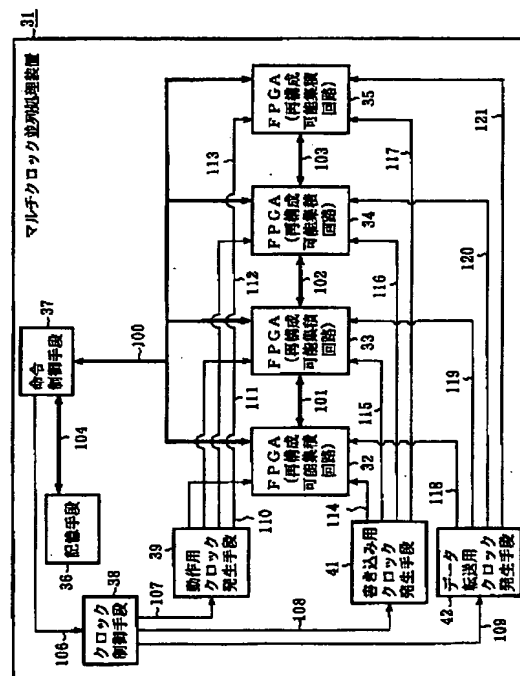 31
マルチクロック並列処理装置
37
命令
制御手段
104
記憶手段
36
100
106
38
クロック
制御手段
107
108
109
39
動作用
クロック
発生手段
110
111
112
113
FPGA
(再構成
可能集積
回路)
32
101
FPGA
(再構成
可能集積
回路)
33
102
FPGA
(再構成
可能集積
回路)
34
103
FPGA
(再構成
可能集積
回路)
35
114
115
116
117
書き込み用
クロック
発生手段
41
データ
転送用
クロック
発生手段
42
118
119
120
121